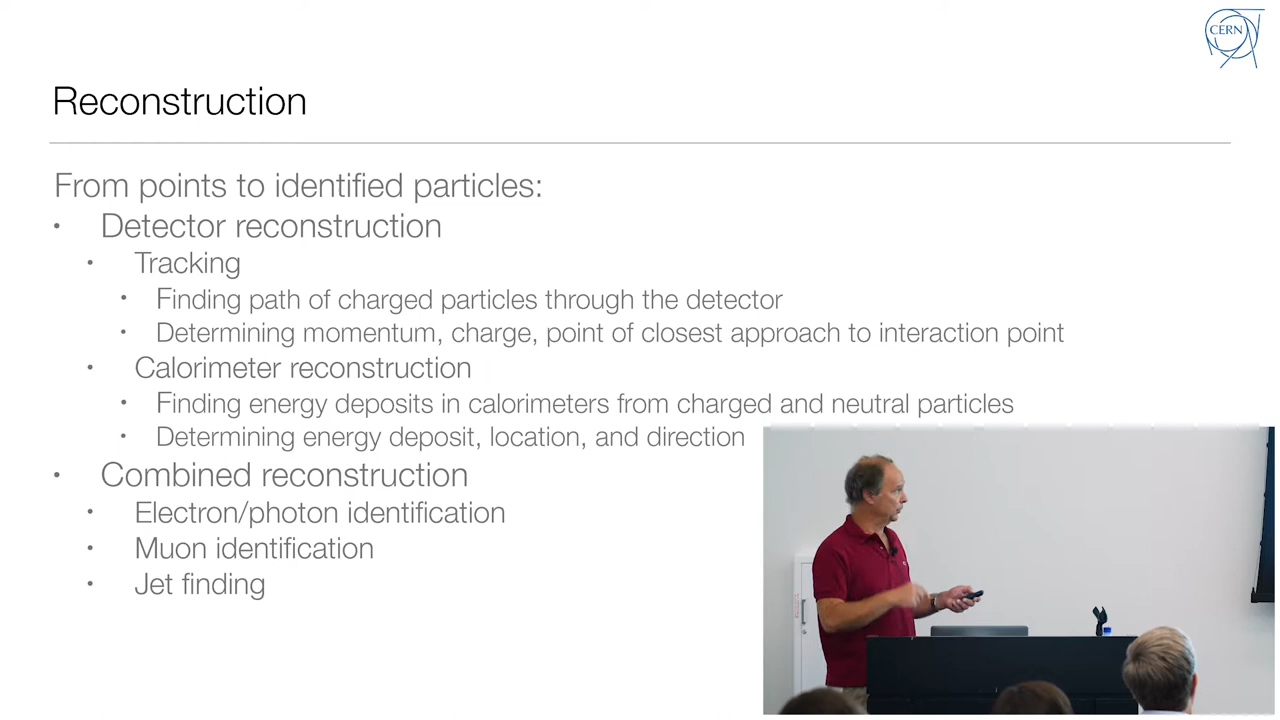 CERN
Reconstruction
From points to identified particles:
• Detector reconstruction
• Tracking
• Finding path of charged particles through the detector
• Determining momentum, charge, point of closest approach to interaction point
• Calorimeter reconstruction
• Finding energy deposits in calorimeters from charged and neutral particles
• Determining energy deposit, location, and direction
• Combined reconstruction
• Electron/photon identification
• Muon identification
• Jet finding